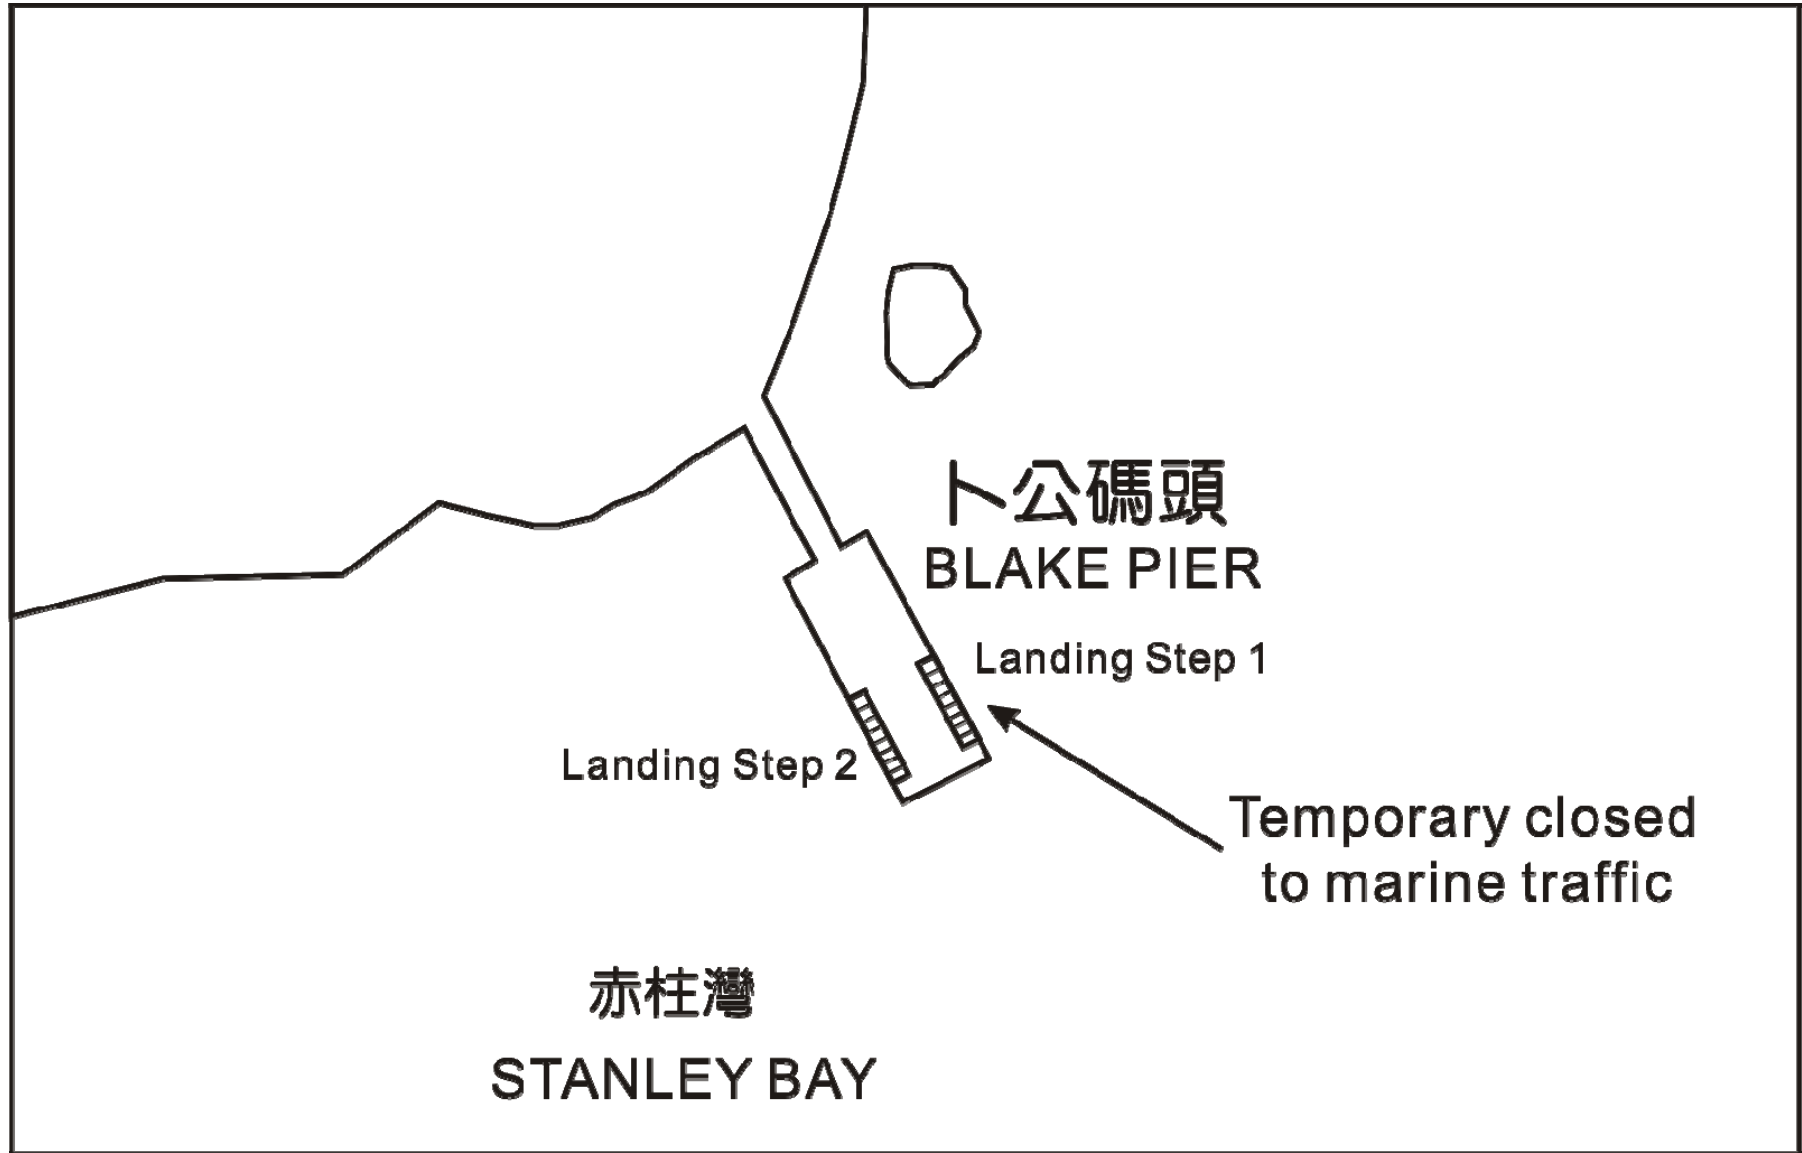 卜公碼頭
BLAKE PIER
Landing Step 1
Landing Step 2
Temporary closed
to marine traffic
赤柱灣
STANLEY BAY